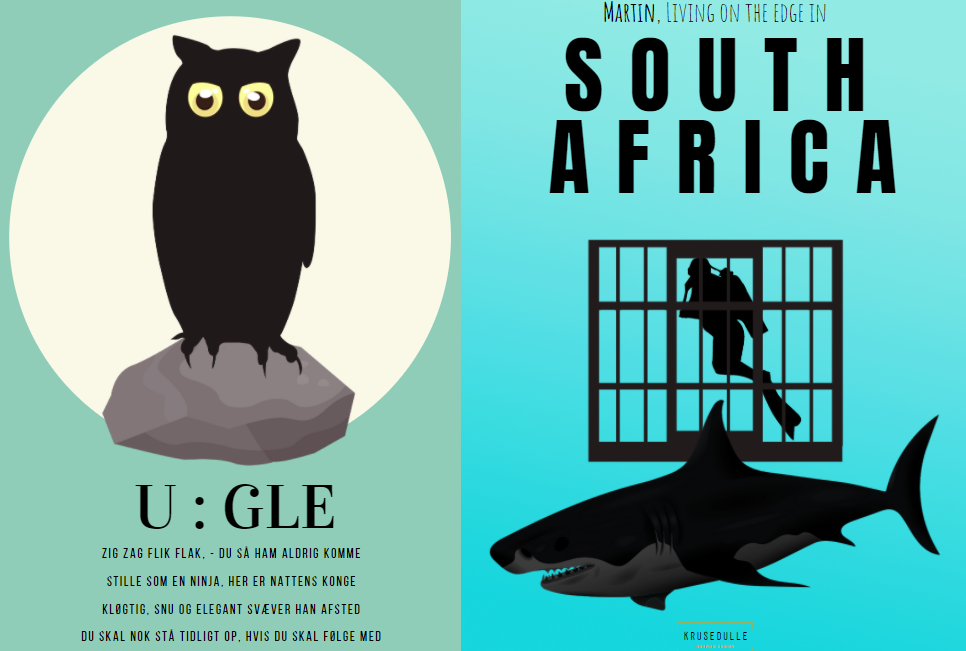 U : GLE
ZIG ZAG FLIK FLAK, - DU SÅ HAM ALDRIG KOMME
STILLE SOM EN NINJA, HER ER NATTENS KONGE
KLØGTIG, SNU OG ELEGANT SVÆVER HAN AFSTED
DU SKAL NOK STÅ TIDLIGT OP, HVIS DU SKAL FØLGE MED
MARTIN, LIVING ON THE EDGE IN
SOUTH
AFRICA
KRUSEDULLE